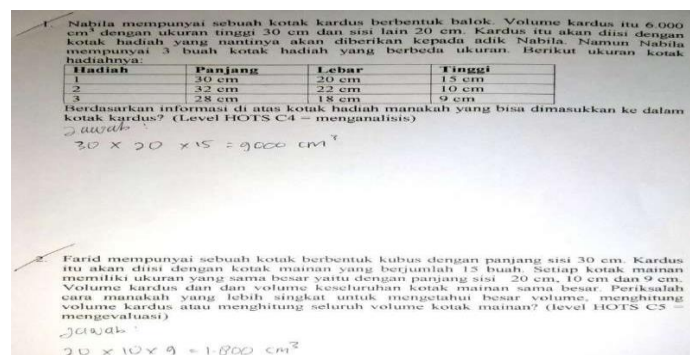 1. Nabila mempunyai sebuah kotak kardus berbentuk balok. Volume kardus itu 6.000
cm³ dengan ukuran tinggi 30 cm dan sisi lain 20 cm. Kardus itu akan diisi dengan
kotak hadiah yang nantinya akan diberikan kepada adik Nabila. Namun Nabila
mempunyai 3 buah kotak hadiah yang berbeda ukuran. Berikut ukuran kotak
hadiahnya:
Hadiah Panjang Lebar Tinggi
1 30 cm 20 cm 15 cm
2 32 cm 22 cm 10 cm
3 28 cm 18 cm 9 cm
Berdasarkan informasi di atas kotak hadiah manakah yang bisa dimasukkan ke dalam
kotak kardus? (Level HOTS C4 – menganalisis)
Jawab :
30 × 20 × 15 = 9000 cm³
2. Farid mempunyai sebuah kotak berbentuk kubus dengan panjang sisi 30 cm. Kardus
itu akan diisi dengan kotak mainan yang berjumlah 15 buah. Setiap kotak mainan
memiliki ukuran yang sama besar yaitu dengan panjang sisi 20 cm, 10 cm dan 9 cm.
Volume kardus dan dan volume keseluruhan kotak mainan sama besar. Periksalah
cara manakah yang lebih singkat untuk mengetahui besar volume, menghitung
volume kardus atau menghitung seluruh volume kotak mainan? (level HOTS C5 –
mengevaluasi)
Jawab :
20 × 10 × 9 = 1.800 cm³